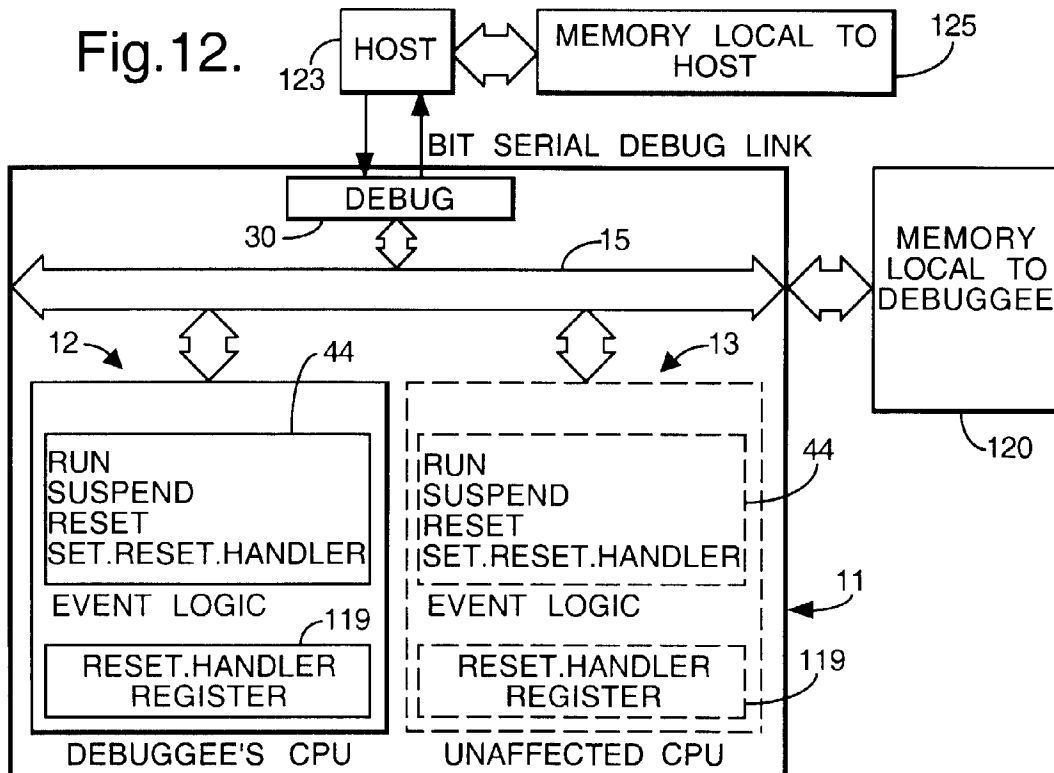 Fig.12.
HOST
123
MEMORY LOCAL TO
HOST
125
BIT SERIAL DEBUG LINK
DEBUG
30
15
MEMORY
LOCAL TO
DEBUGGEE
120
12
44
13
RUN
SUSPEND
RESET
SET.RESET.HANDLER
EVENT LOGIC
119
RESET.HANDLER
REGISTER
DEBUGGEE'S CPU
RUN
SUSPEND
RESET
SET.RESET.HANDLER
44
EVENT LOGIC
11
RESET.HANDLER
REGISTER
119
UNAFFECTED CPU